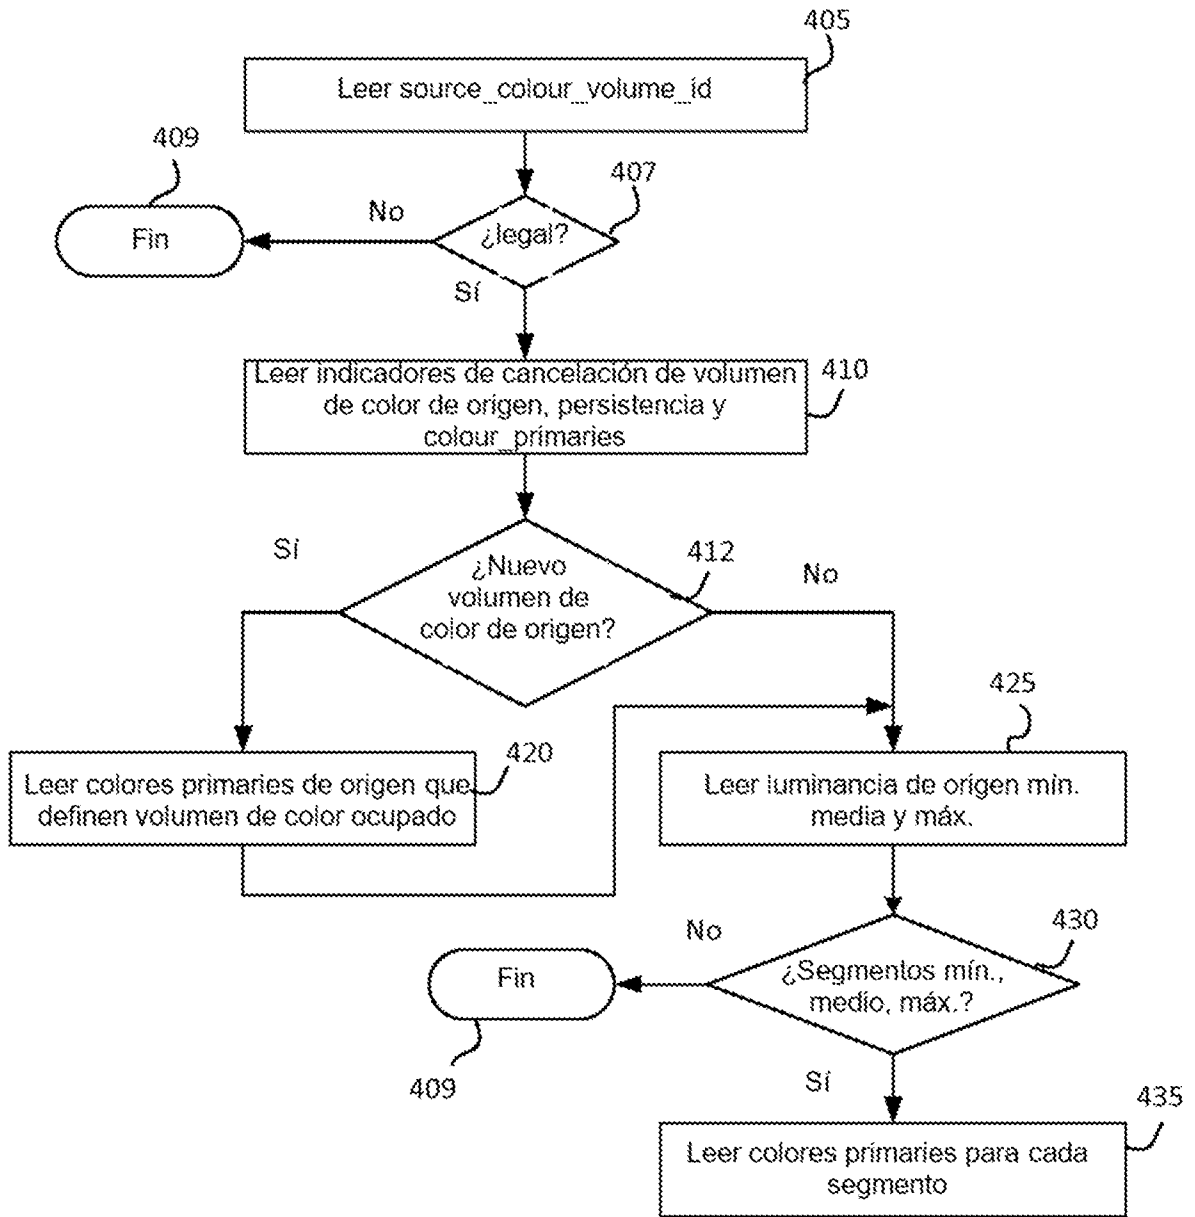 405
Leer source_colour_volume_id
409
407
No
Fin
¿legal?
Sí
410
Leer indicadores de cancelación de volumen
de color de origen, persistencia y
colour_primaries
Sí
412
No
¿Nuevo
volumen de
color de origen?
425
420
Leer colores primaries de origen que
definen volumen de color ocupado
Leer luminancia de origen mín.
media y máx.
430
No
Fin
¿Segmentos mín.,
medio, máx.?
409
Sí
435
Leer colores primaries para cada
segmento